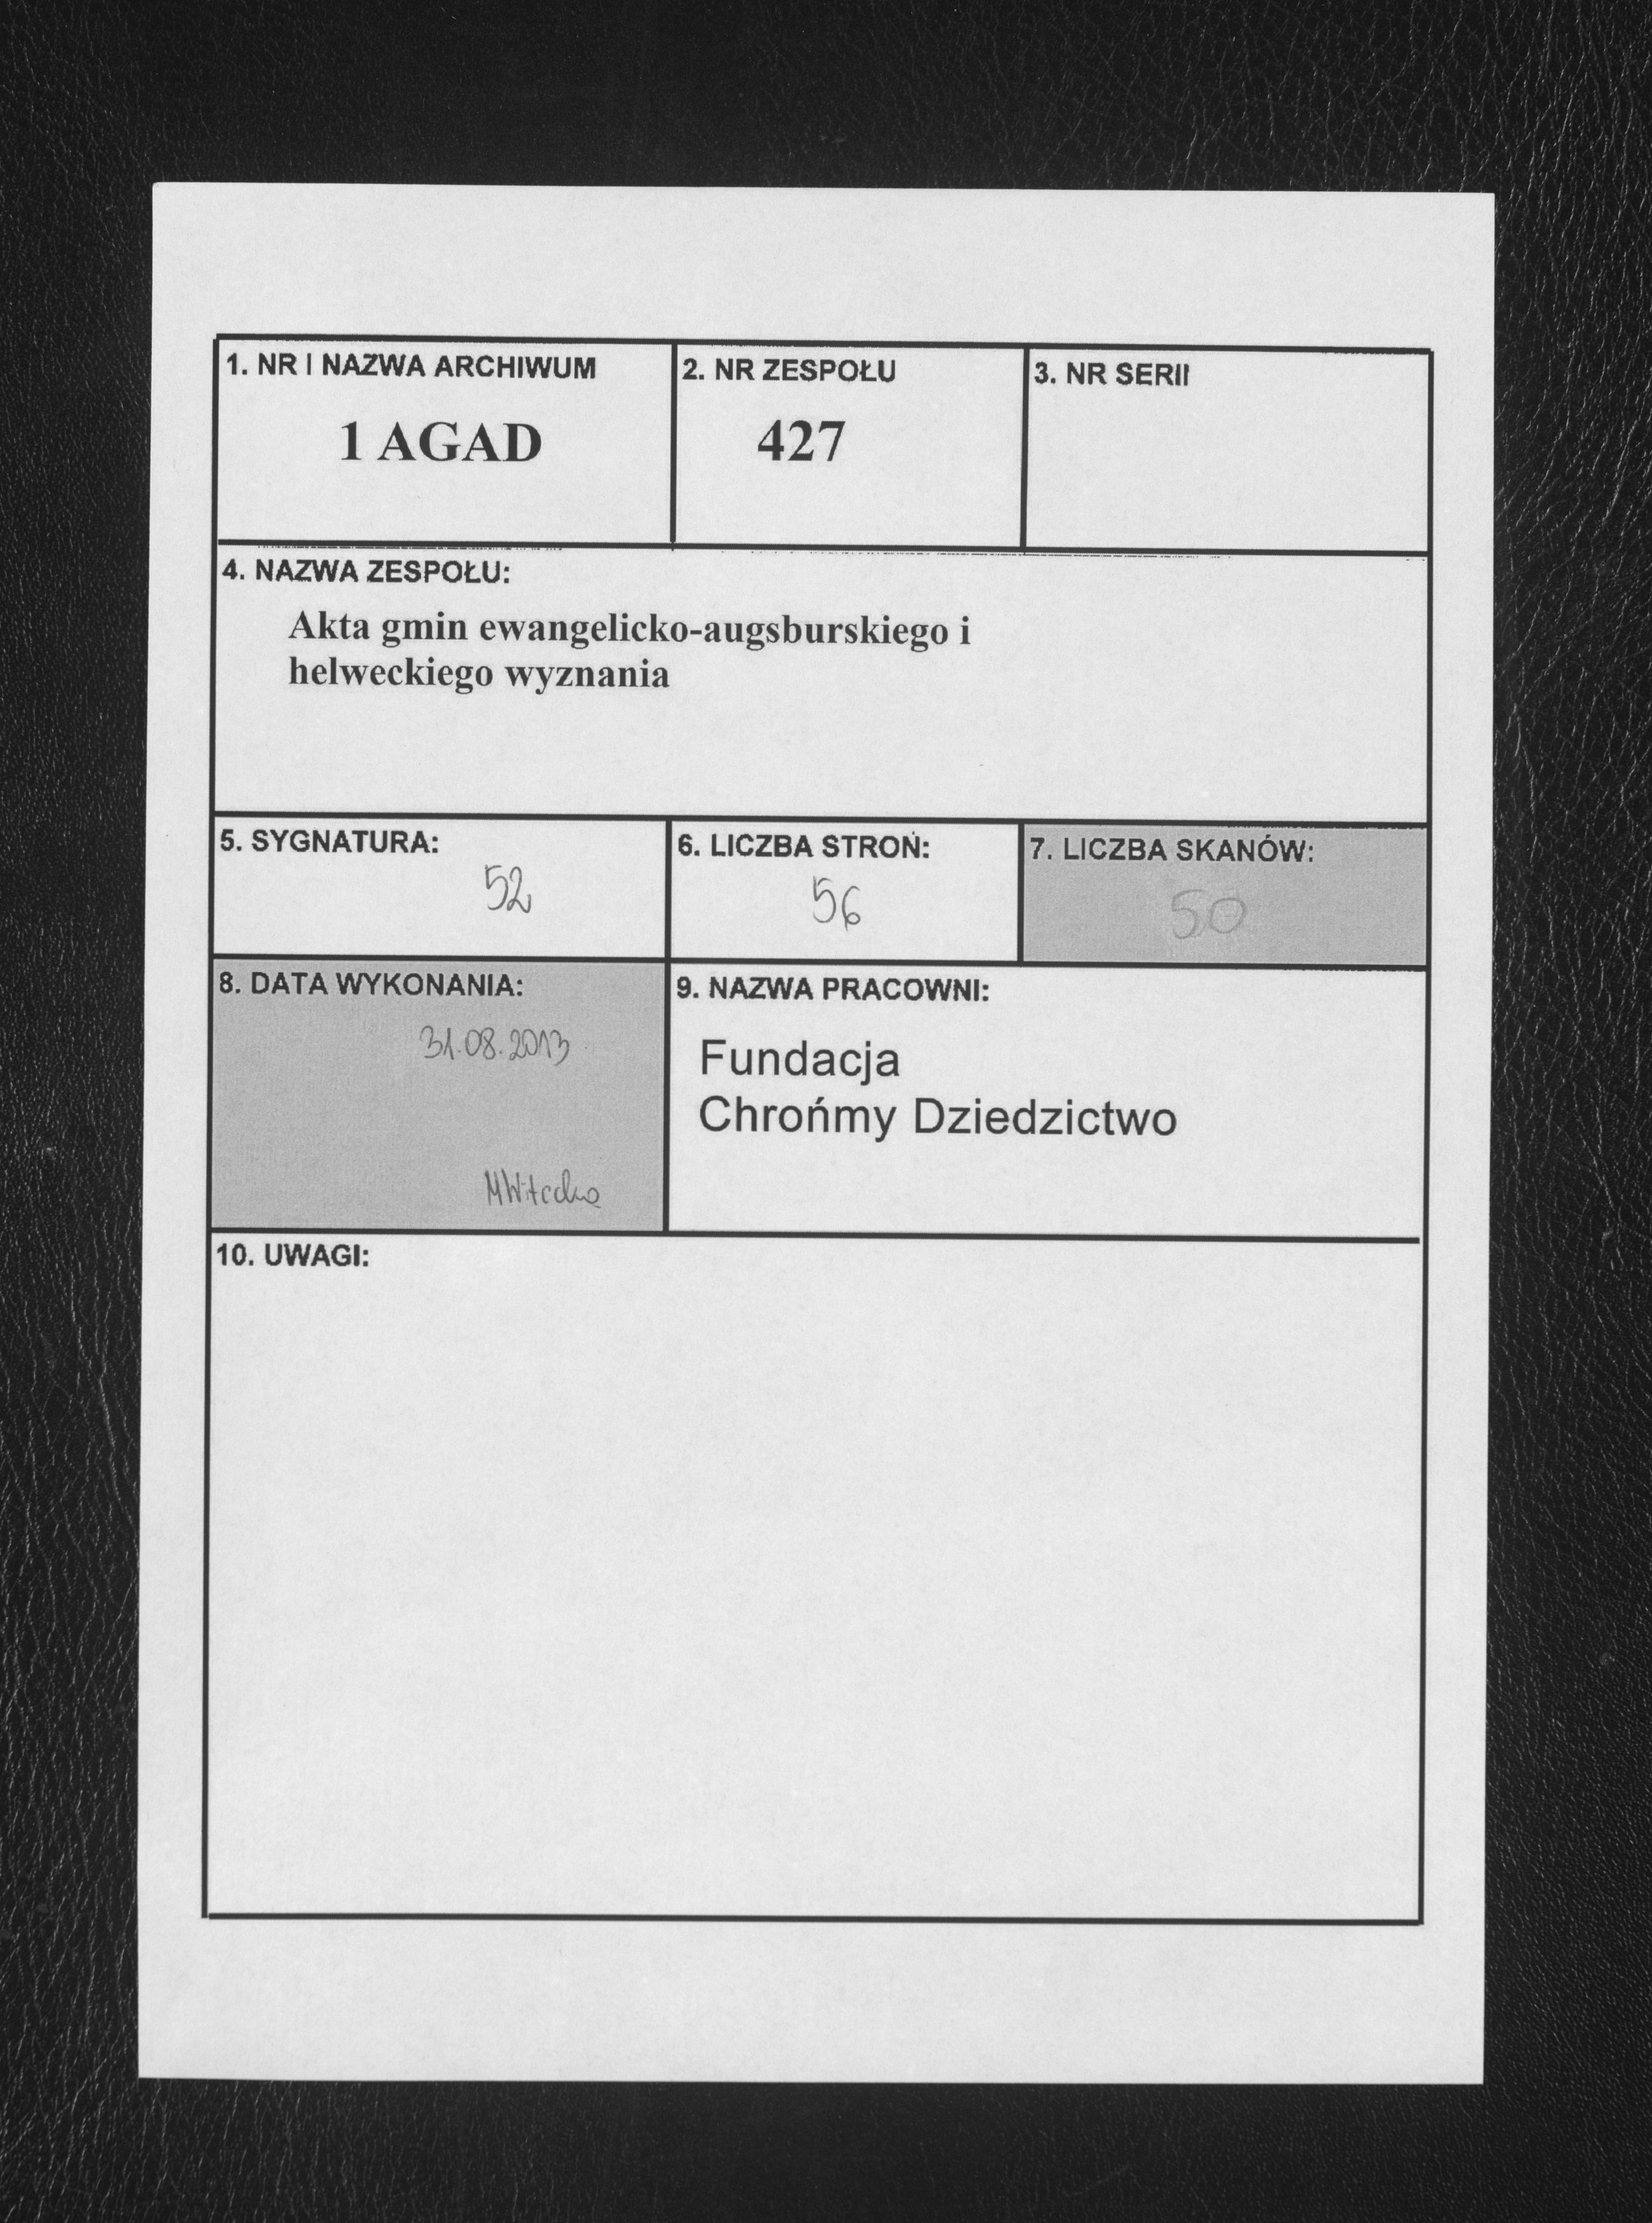 1. NR I NAZWA ARCHIWUM
1 AGAD
2. NR ZESPOŁU
427
3. NR SERII
4. NAZWA ZESPOŁU:
Akta gmin ewangelicko-augsburskiego i
helweckiego wyznania
5. SYGNATURA:
52
6. LICZBA STRON:
56
7. LICZBA SKANÓW:
50
8. DATA WYKONANIA:
31.08.2013
9. NAZWA PRACOWNI:
Fundacja
Chrońmy Dziedzictwo
10. UWAGI: